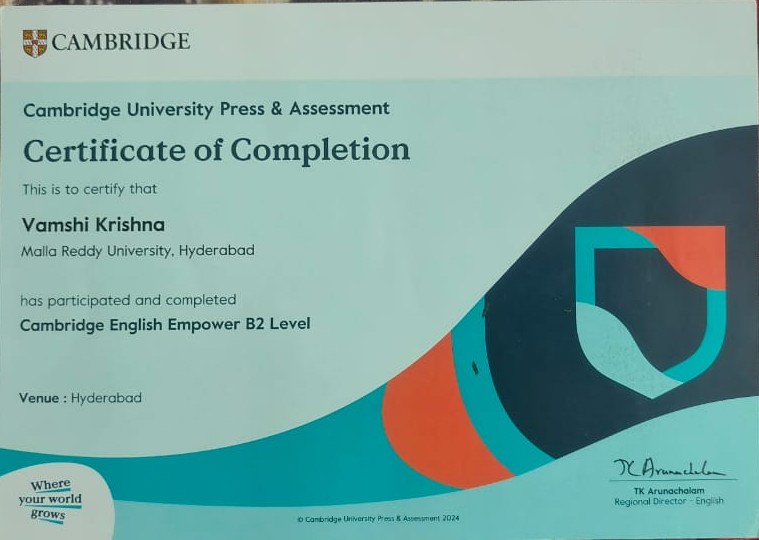 CAMBRIDGE
Cambridge University Press & Assessment
Certificate of Completion
This is to certify that
Vamshi Krishna
Malla Reddy University, Hyderabad
has participated and completed
Cambridge English Empower B2 Level
Venue : Hyderabad
TK Arunachalam
TK Arunachalam
Regional Director - English
Where
your world
grows
© Cambridge University Press & Assessment 2024